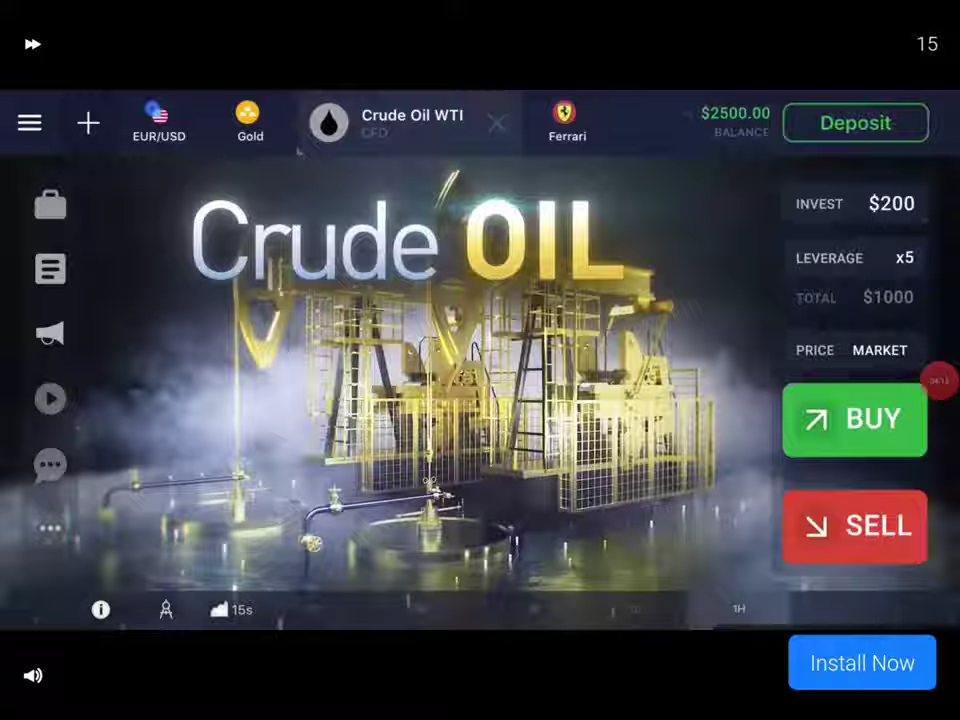 15
EUR/USD
Gold
Crude Oil WTI
CFD
Ferrari
$2500.00
BALANCE
Deposit
Crude OIL
INVEST $200
LEVERAGE x5
TOTAL $1000
PRICE MARKET
BUY
SELL
15s
1H
Install Now